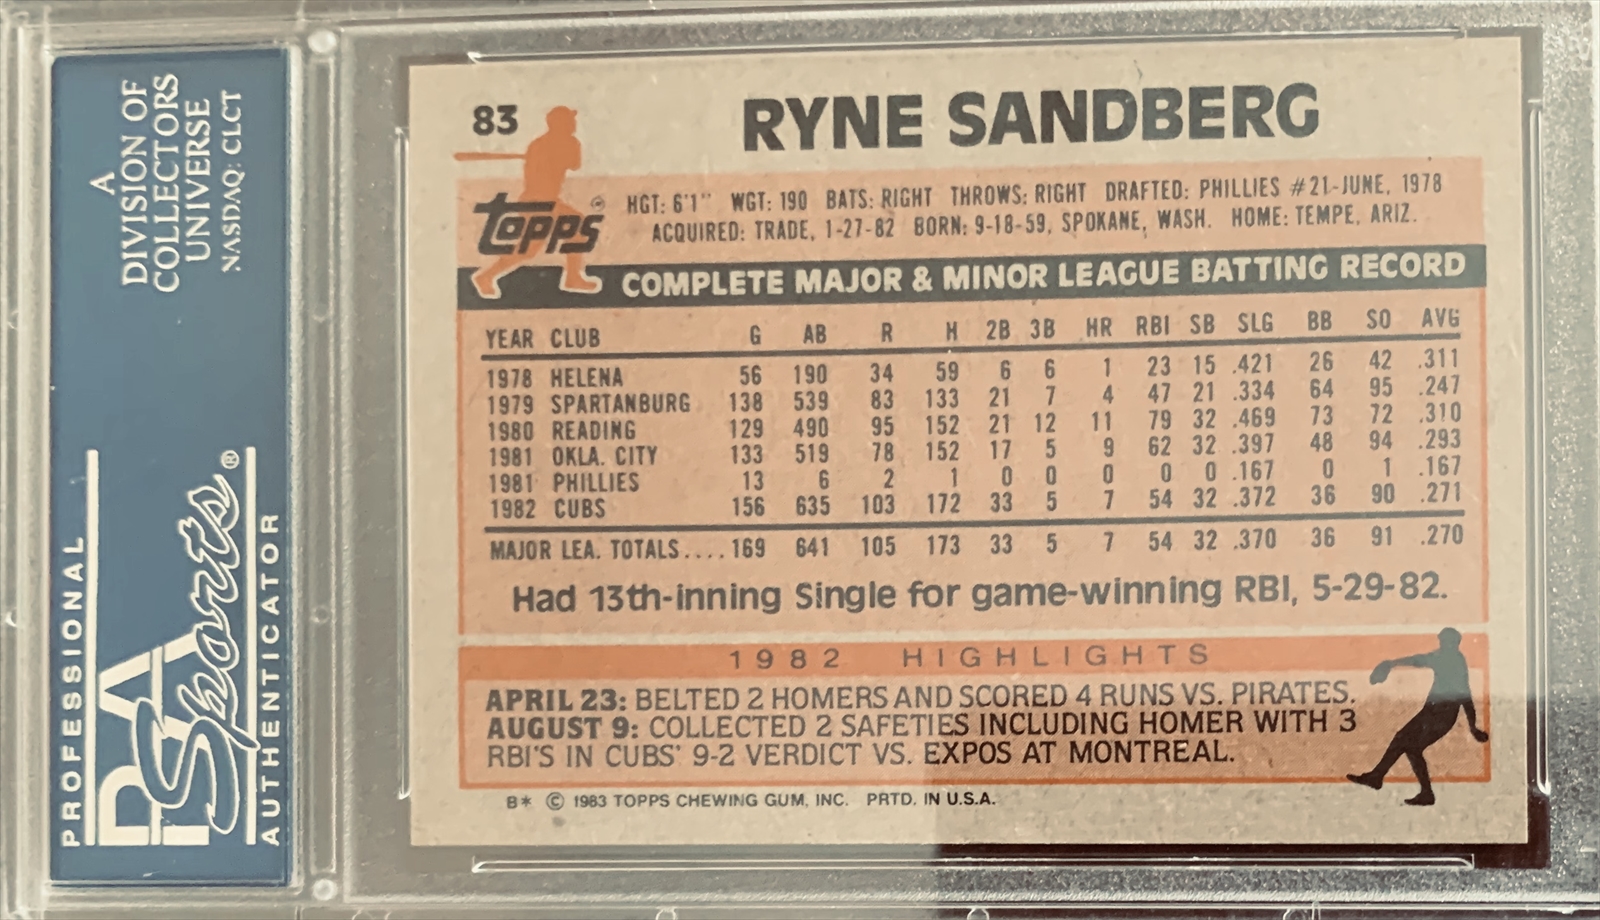 A
DIVISION OF
COLLECTORS
UNIVERSE
NASDAQ: CLCT
PROFESSIONAL
PSA
Sports®
AUTHENTICATOR
83
RYNE SANDBERG
TOPPS®
HGT: 6'1" WGT: 190 BATS: RIGHT THROWS: RIGHT DRAFTED: PHILLIES #21-JUNE, 1978
ACQUIRED: TRADE, 1-27-82 BORN: 9-18-59, SPOKANE, WASH. HOME: TEMPE, ARIZ.
COMPLETE MAJOR & MINOR LEAGUE BATTING RECORD
YEAR CLUB G AB R H 2B 3B HR RBI SB SLG BB SO AVG
1978 HELENA 56 190 34 59 6 6 1 23 15 .421 26 42 .311
1979 SPARTANBURG 138 539 83 133 21 7 4 47 21 .334 64 95 .247
1980 READING 129 490 95 152 21 12 11 79 32 .469 73 72 .310
1981 OKLA. CITY 133 519 78 152 17 5 9 62 32 .397 48 94 .293
1981 PHILLIES 13 6 2 1 0 0 0 0 0 .167 0 1 .167
1982 CUBS 156 635 103 172 33 5 7 54 32 .372 36 90 .271
MAJOR LEA. TOTALS.... 169 641 105 173 33 5 7 54 32 .370 36 91 .270
Had 13th-inning Single for game-winning RBI, 5-29-82.
1982 HIGHLIGHTS
APRIL 23: BELTED 2 HOMERS AND SCORED 4 RUNS VS. PIRATES.
AUGUST 9: COLLECTED 2 SAFETIES INCLUDING HOMER WITH 3
RBI'S IN CUBS' 9-2 VERDICT VS. EXPOS AT MONTREAL.
B* © 1983 TOPPS CHEWING GUM, INC. PRTD. IN U.S.A.